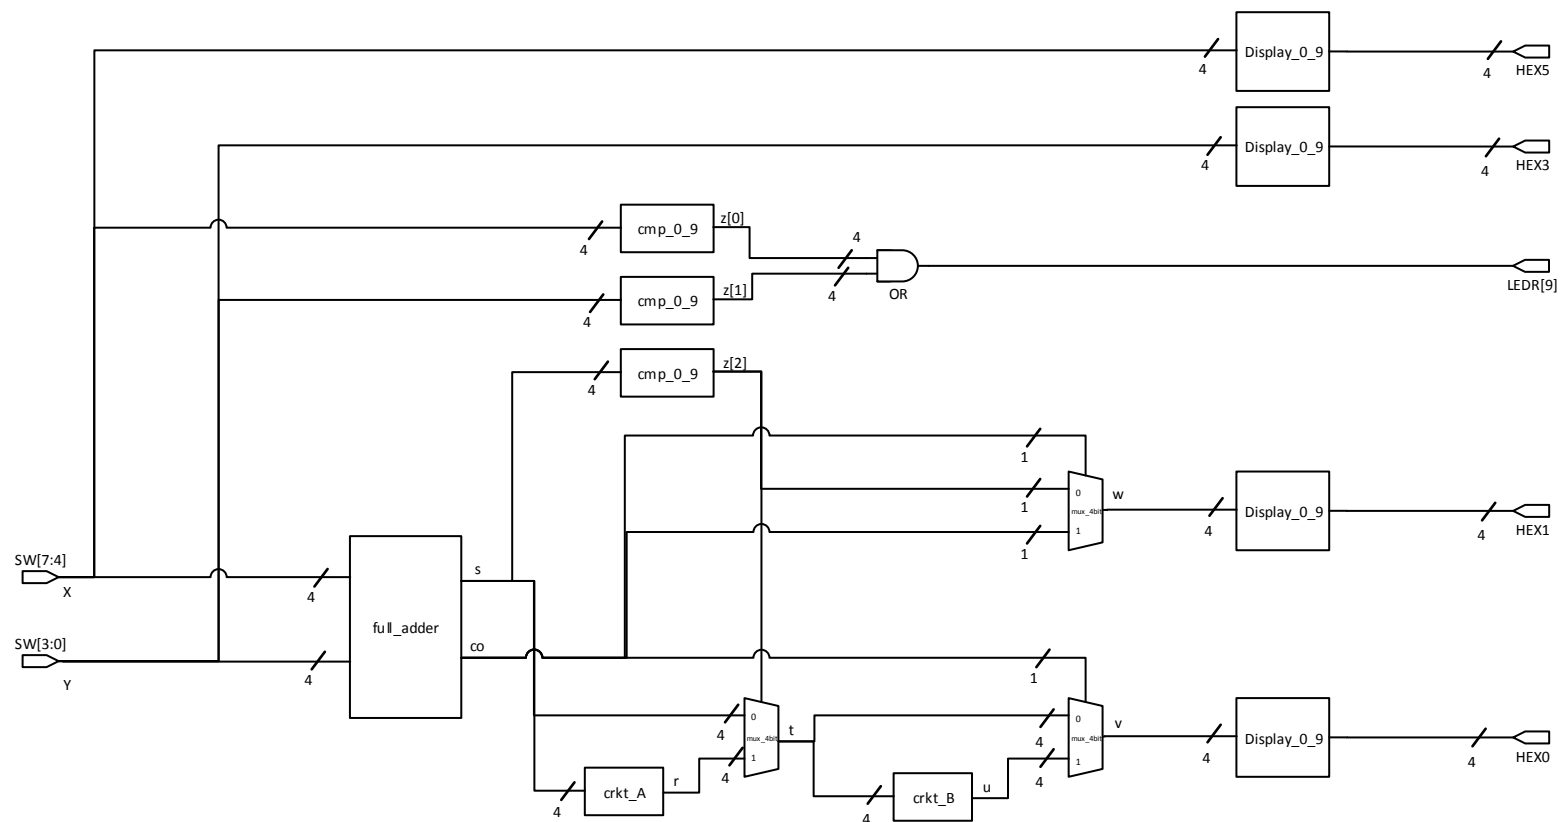 Display_0_9
4
4
HEX5
Display_0_9
4
4
HEX3
cmp_0_9
z[0]
4
4
cmp_0_9
z[1]
4
4
OR
LEDR[9]
cmp_0_9
z[2]
4
1
1
1
0
mux_4bit
1
w
4
Display_0_9
4
HEX1
SW[7:4]
X
4
SW[3:0]
Y
4
full_adder
s
co
1
4
4
0
mux_4bit
1
t
4
crkt_A
r
4
crkt_B
u
4
4
0
mux_4bit
1
v
4
Display_0_9
4
HEX0